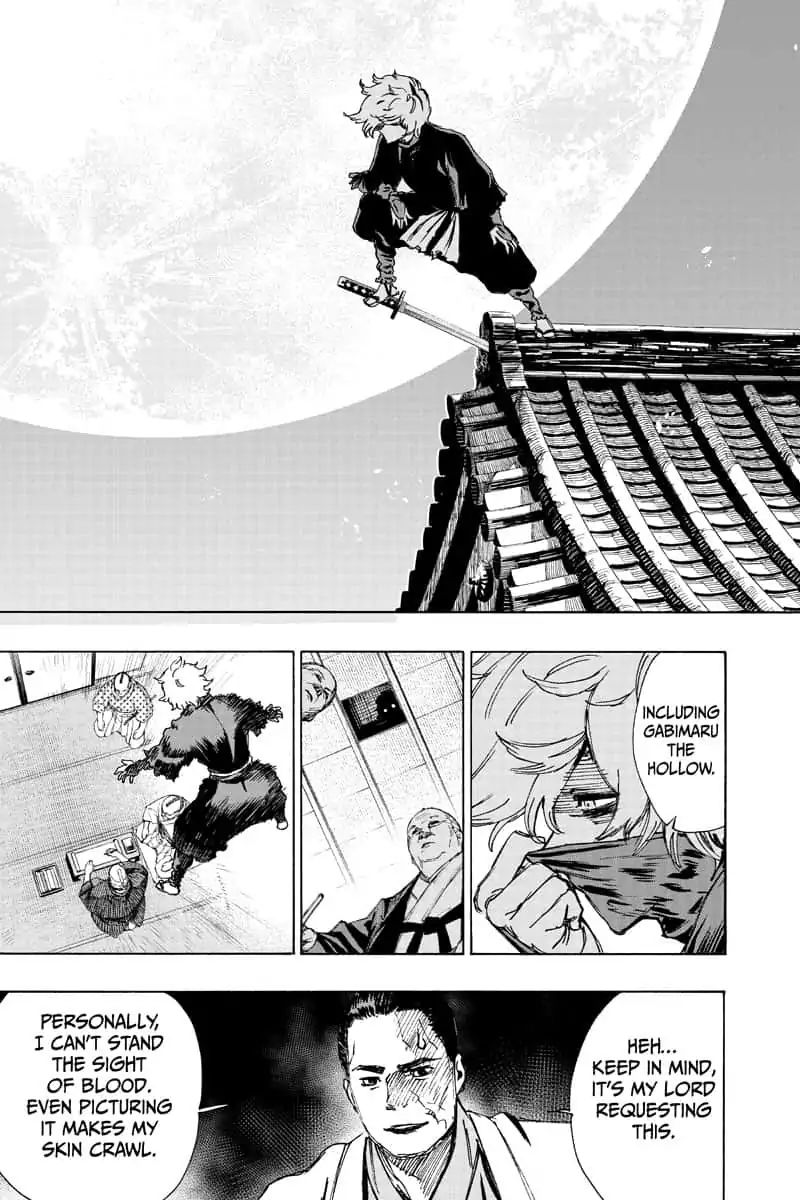 INCLUDING
GABIMARU
THE
HOLLOW.
HEH...
KEEP IN MIND,
IT'S MY LORD
REQUESTING
THIS.
PERSONALLY,
I CAN'T STAND
THE SIGHT
OF BLOOD.
EVEN PICTURING
IT MAKES MY
SKIN CRAWL.